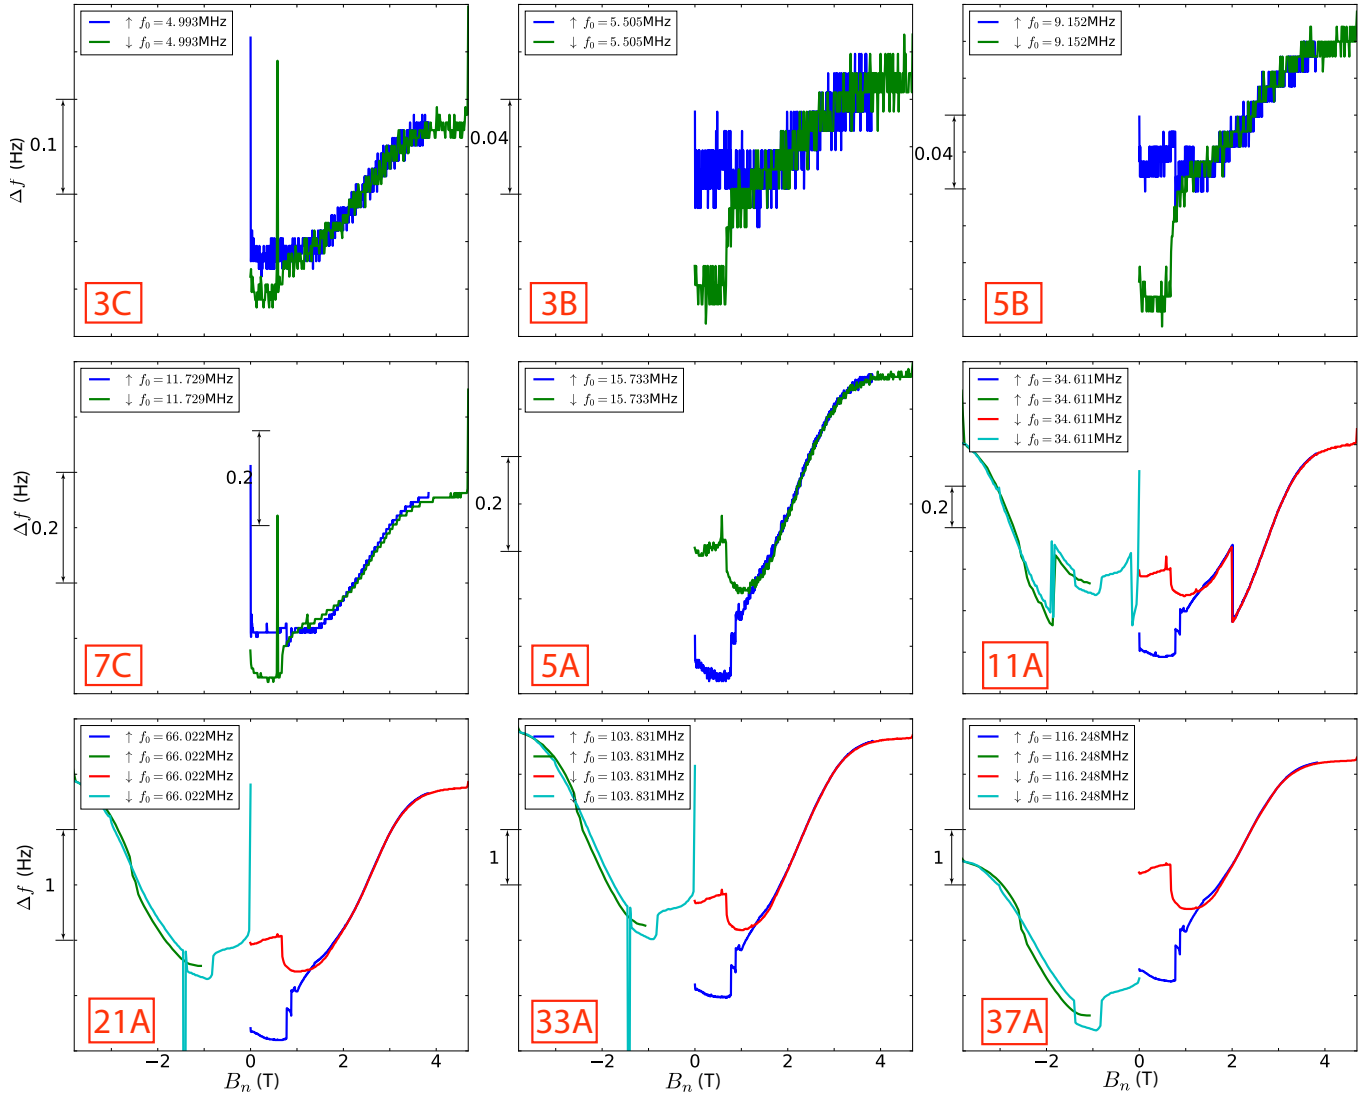 ↑ f₀ = 4.993MHz
↓ f₀ = 4.993MHz
0.1
Δf (Hz)
3C
↑ f₀ = 5.505MHz
↓ f₀ = 5.505MHz
0.04
3B
↑ f₀ = 9.152MHz
↓ f₀ = 9.152MHz
0.04
5B
↑ f₀ = 11.729MHz
↓ f₀ = 11.729MHz
0.2
0.2
Δf (Hz)
7C
↑ f₀ = 15.733MHz
↓ f₀ = 15.733MHz
0.2
5A
↑ f₀ = 34.611MHz
↑ f₀ = 34.611MHz
↓ f₀ = 34.611MHz
↓ f₀ = 34.611MHz
0.2
11A
↑ f₀ = 66.022MHz
↑ f₀ = 66.022MHz
↓ f₀ = 66.022MHz
↓ f₀ = 66.022MHz
1
Δf (Hz)
21A
−2 0 2 4
Bₙ (T)
↑ f₀ = 103.831MHz
↑ f₀ = 103.831MHz
↓ f₀ = 103.831MHz
↓ f₀ = 103.831MHz
1
33A
−2 0 2 4
Bₙ (T)
↑ f₀ = 116.248MHz
↑ f₀ = 116.248MHz
↓ f₀ = 116.248MHz
↓ f₀ = 116.248MHz
1
37A
−2 0 2 4
Bₙ (T)